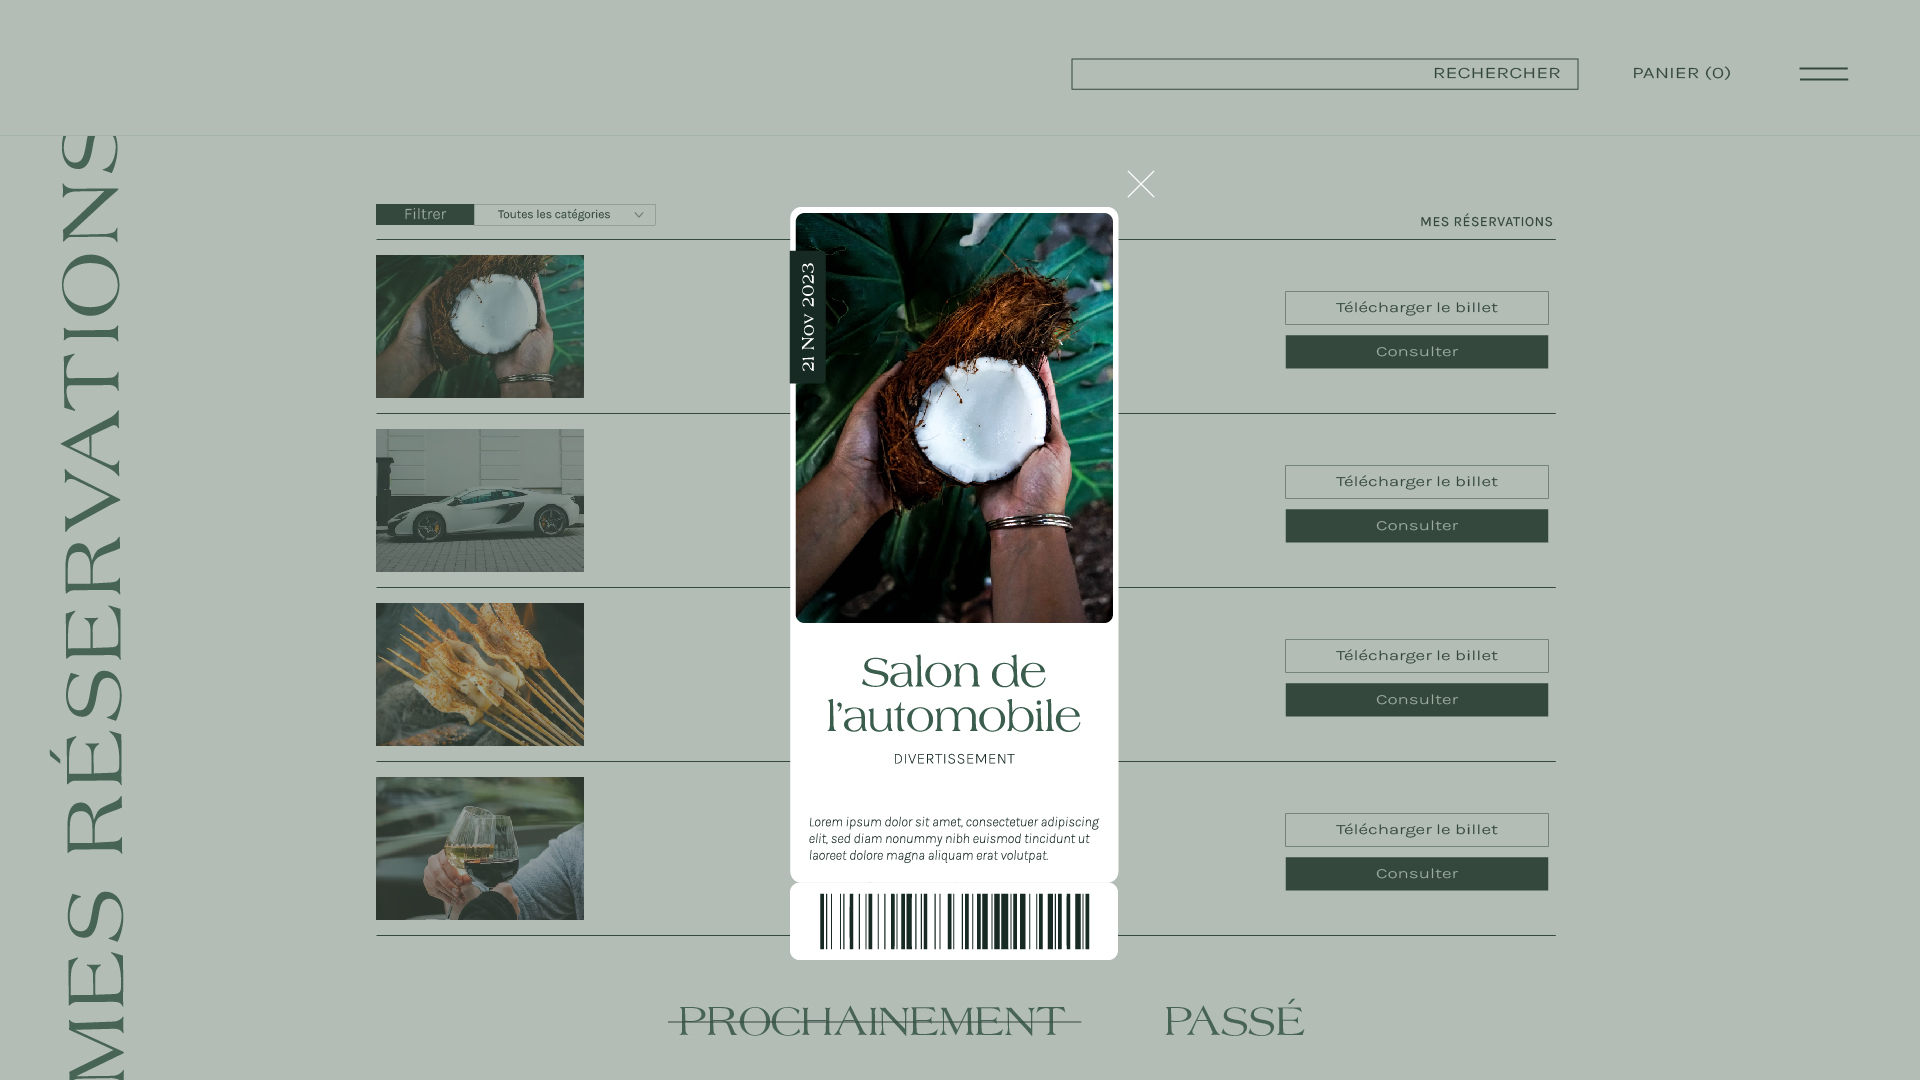 RECHERCHER
PANIER (0)
MES RÉSERVATIONS
Filtrer
Toutes les catégories
MES RÉSERVATIONS
21 Nov 2023
Télécharger le billet
Consulter
Télécharger le billet
Consulter
Télécharger le billet
Consulter
Télécharger le billet
Consulter
Salon de
l’automobile
DIVERTISSEMENT
Lorem ipsum dolor sit amet, consectetuer adipiscing
elit, sed diam nonummy nibh euismod tincidunt ut
laoreet dolore magna aliquam erat volutpat.
PROCHAINEMENT
PASSÉ